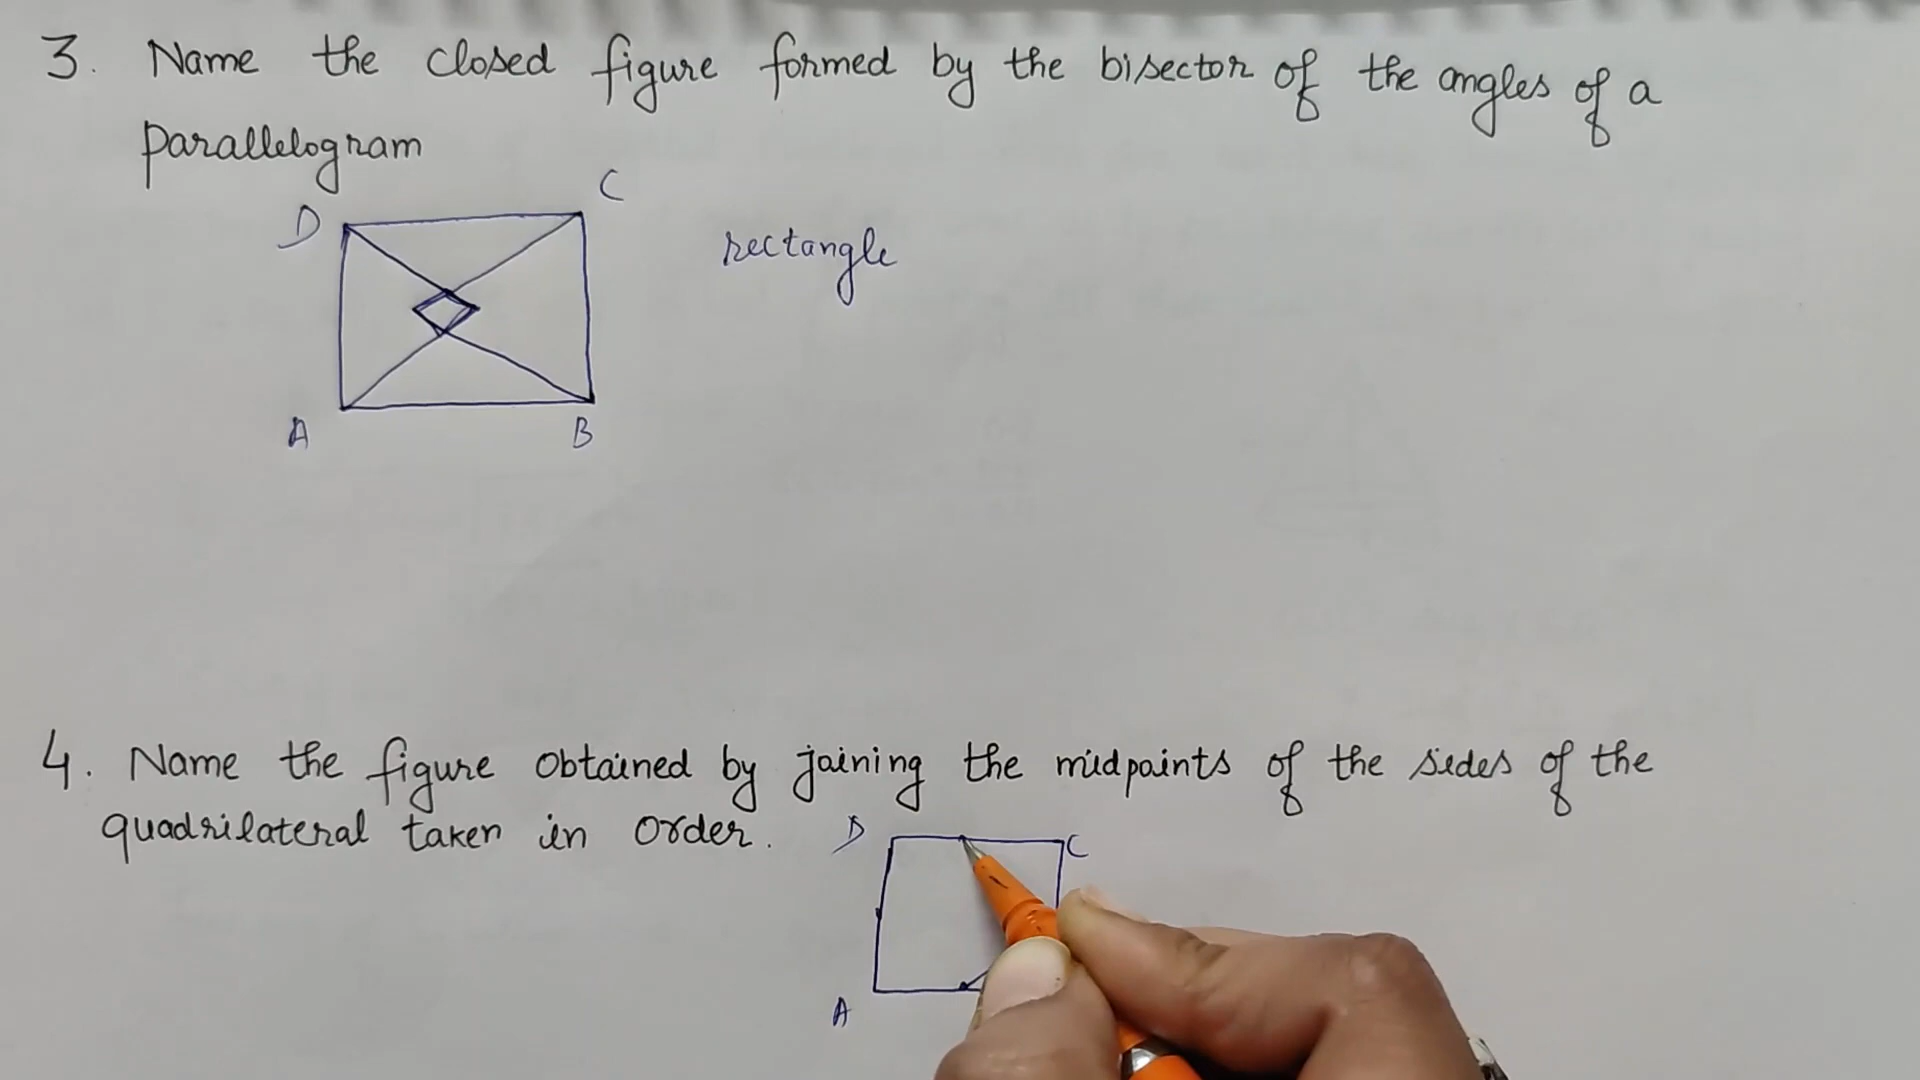 3. Name the closed figure formed by the bisector of the angles of a
parallelogram
D C
rectangle
A B
4. Name the figure obtained by joining the midpoints of the sides of the
quadrilateral taken in order.
D C
A